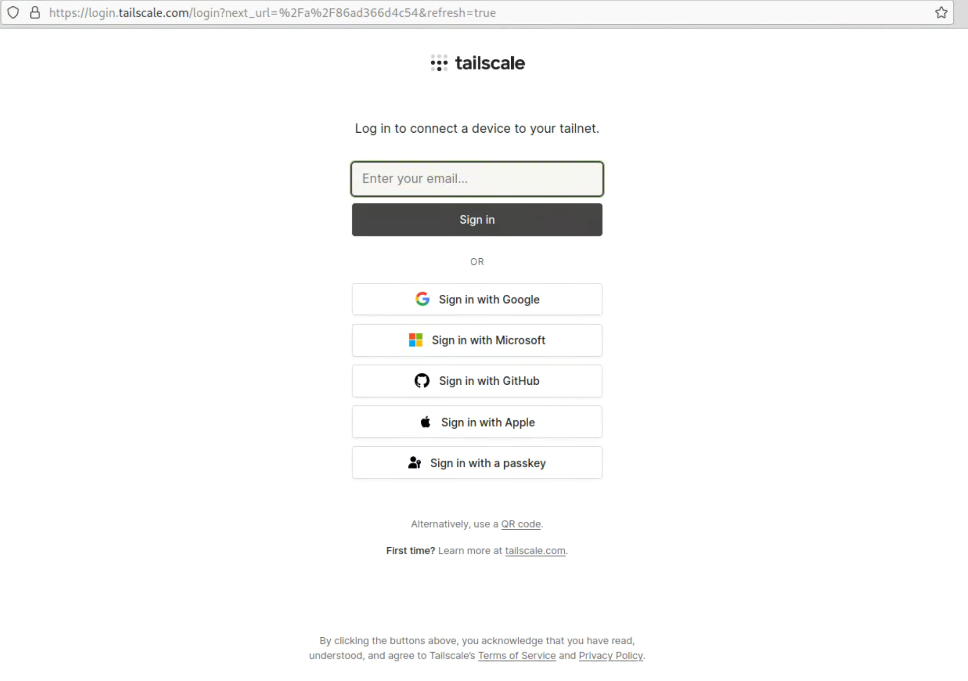 https://login.tailscale.com/login?next_url=%2Fa%2F86ad366d4c54&refresh=true
tailscale
Log in to connect a device to your tailnet.
Enter your email...
Sign in
OR
Sign in with Google
Sign in with Microsoft
Sign in with GitHub
Sign in with Apple
Sign in with a passkey
Alternatively, use a QR code.
First time? Learn more at tailscale.com.
By clicking the buttons above, you acknowledge that you have read,
understood, and agree to Tailscale's Terms of Service and Privacy Policy.